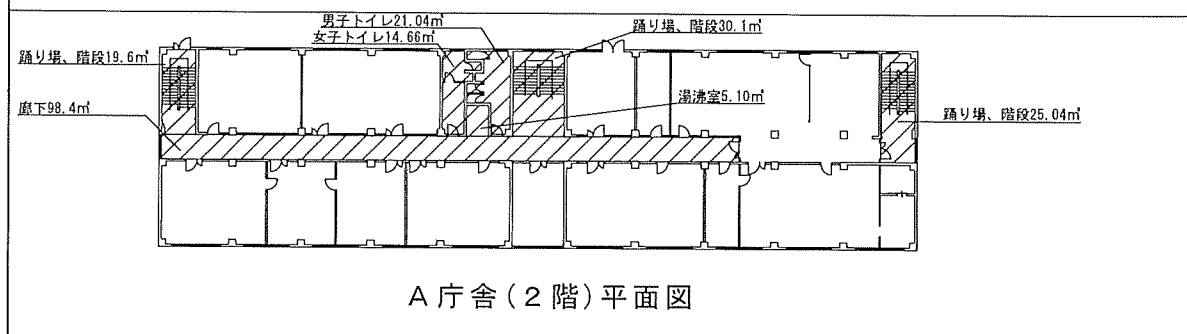 男子トイレ21.04㎡
踊り場、階段30.1㎡
女子トイレ14.66㎡
踊り場、階段19.6㎡
湯沸室5.10㎡
廊下98.4㎡
踊り場、階段25.04㎡
A庁舎(2階)平面図